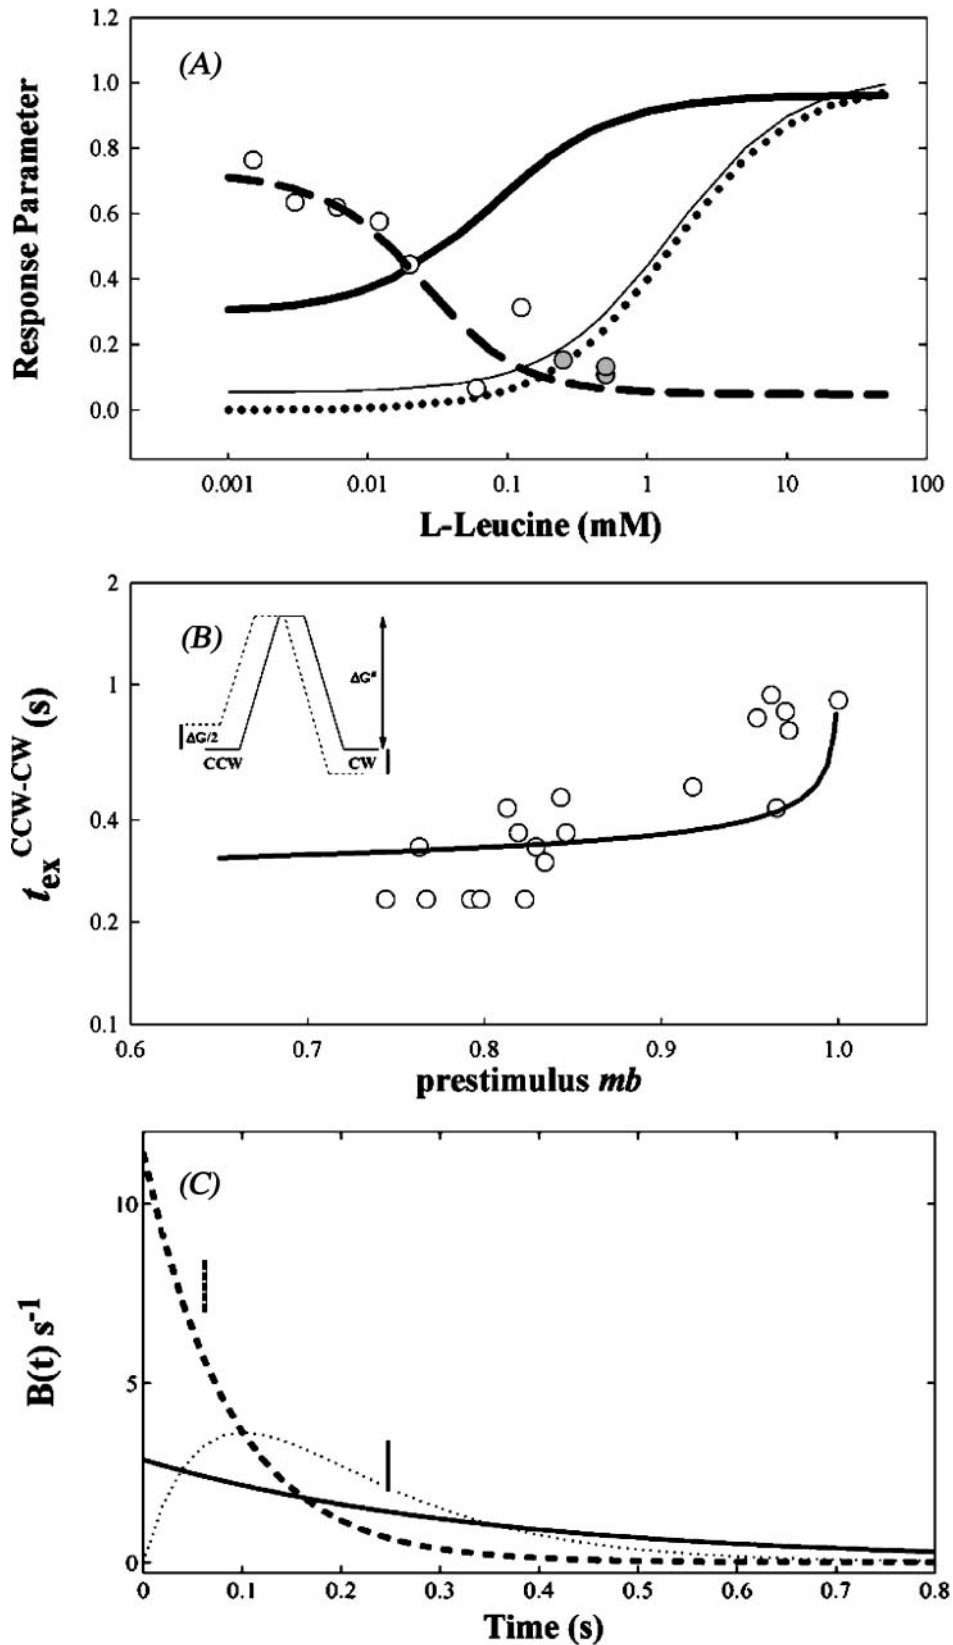 1.2
(A)
1.0
0.8
0.6
0.4
0.2
0.0
Response Parameter
0.001 0.01 0.1 1 10 100
L-Leucine (mM)
2
(B)
ΔG#
1
ΔG/2
CCW CW
0.4
0.2
0.1
tex CCW-CW (s)
0.6 0.7 0.8 0.9 1.0
prestimulus mb
(C)
10
5
0
B(t) s-1
0 0.1 0.2 0.3 0.4 0.5 0.6 0.7 0.8
Time (s)